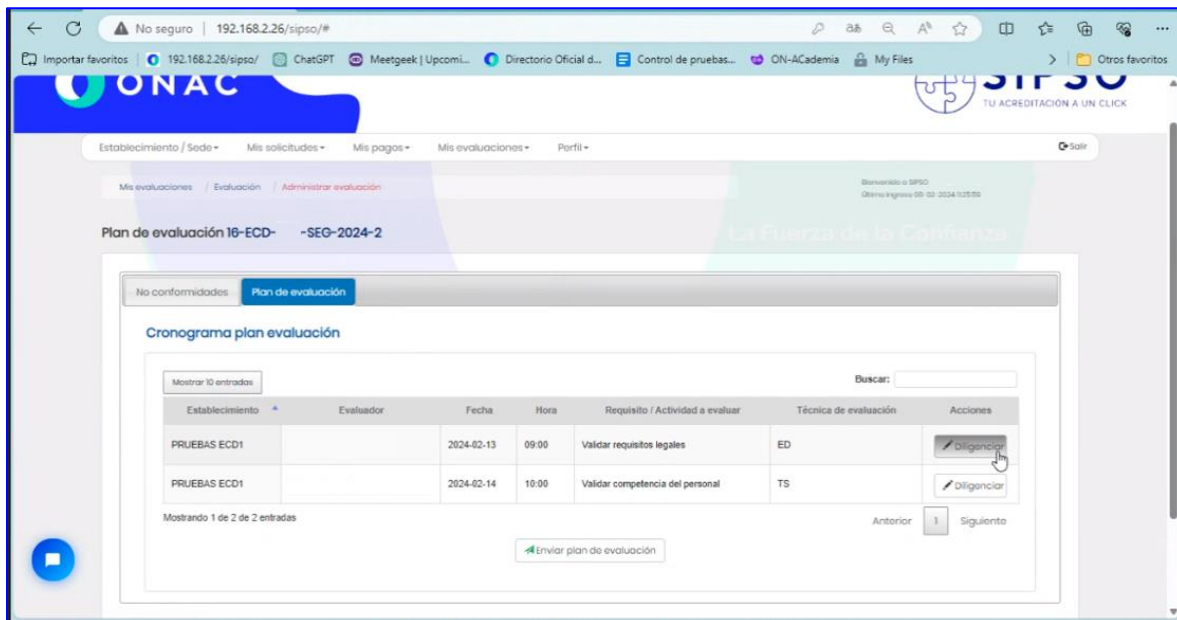 No seguro | 192.168.2.26/sipso/#
Importar favoritos 192.168.2.26/sipso/ ChatGPT Meetgeek | Upcomi... Directorio Oficial d... Control de pruebas... ON-ACademia My Files Otros favoritos
ONAC
SIPSO
TU ACREDITACIÓN A UN CLICK
Establecimiento / Sede Mis solicitudes Mis pagos Mis evaluaciones Perfil Salir
Mis evaluaciones / Evaluación / Administrar evaluación
Bienvenido a SIPSO
Plan de evaluación 16-ECD- -SEG-2024-2
La Fuerza de la Confianza
No conformidades Plan de evaluación
Cronograma plan evaluación
Mostrar 10 entradas Buscar:
Establecimiento Evaluador Fecha Hora Requisito / Actividad a evaluar Técnica de evaluación Acciones
PRUEBAS ECD1 2024-02-13 09:00 Validar requisitos legales ED Diligenciar
PRUEBAS ECD1 2024-02-14 10:00 Validar competencia del personal TS Diligenciar
Mostrando 1 de 2 de 2 entradas Anterior 1 Siguiente
Enviar plan de evaluación